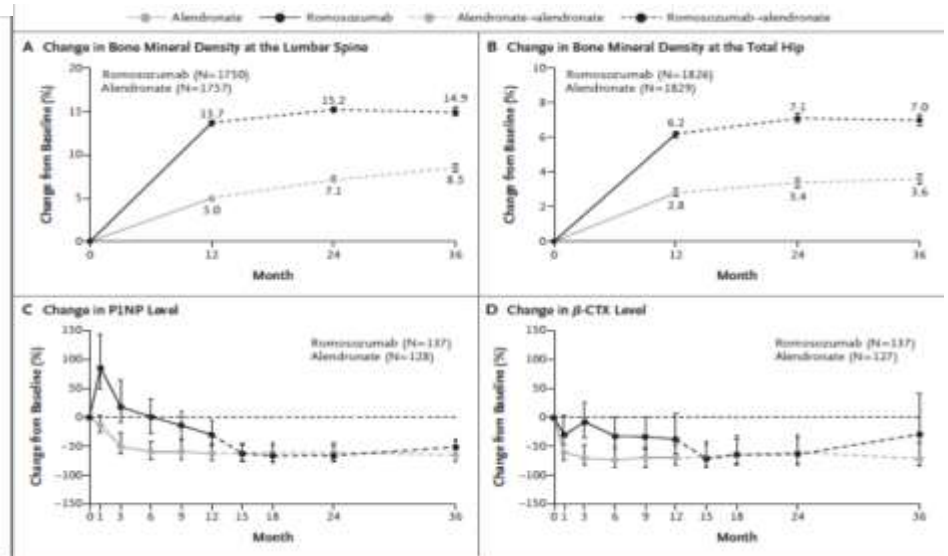 Alendronate Romosozumab Alendronate→alendronate Romosozumab→alendronate
A Change in Bone Mineral Density at the Lumbar Spine
Romosozumab (N=1750)
Alendronate (N=1757)
Change from Baseline (%)
20
15
10
5
0
13.7
15.2
14.9
5.0
7.1
8.5
0 12 24 36
Month
B Change in Bone Mineral Density at the Total Hip
Romosozumab (N=1826)
Alendronate (N=1829)
Change from Baseline (%)
10
8
6
4
2
0
6.2
7.1
7.0
2.8
3.4
3.6
0 12 24 36
Month
C Change in P1NP Level
Romosozumab (N=137)
Alendronate (N=128)
Change from Baseline (%)
150
100
50
0
−50
−100
−150
0 1 3 6 9 12 15 18 24 36
Month
D Change in β-CTX Level
Romosozumab (N=137)
Alendronate (N=127)
Change from Baseline (%)
150
100
50
0
−50
−100
−150
0 1 3 6 9 12 15 18 24 36
Month